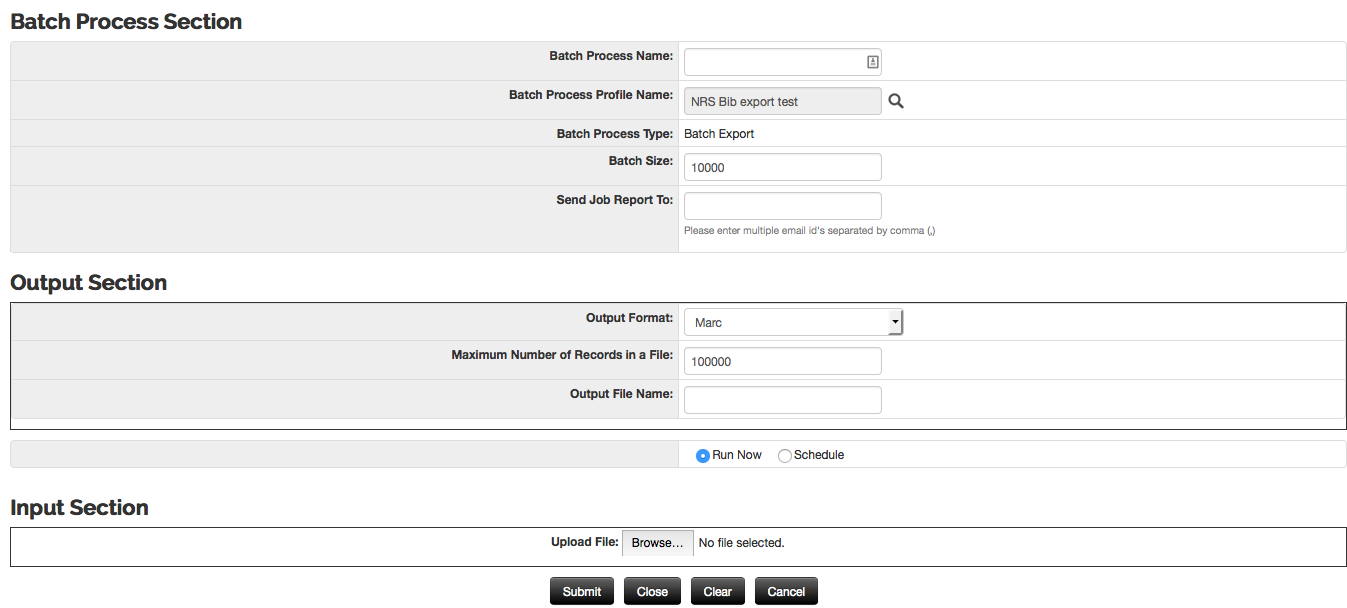 Batch Process Section
Batch Process Name:
Batch Process Profile Name: NRS Bib export test
Batch Process Type: Batch Export
Batch Size: 10000
Send Job Report To:
Please enter multiple email id's separated by comma (,)
Output Section
Output Format: Marc
Maximum Number of Records in a File: 100000
Output File Name:
Run Now Schedule
Input Section
Upload File: Browse... No file selected.
Submit Close Clear Cancel